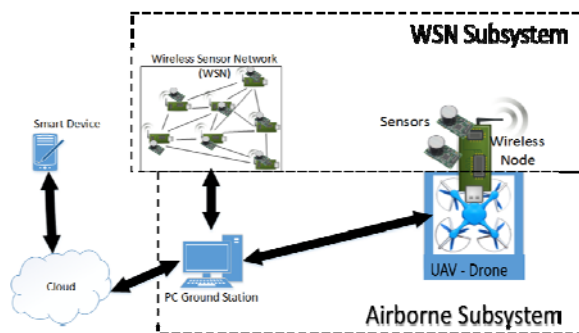 WSN Subsystem
Wireless Sensor Network
(WSN)
Smart Device
Sensors
Wireless
Node
Cloud
PC Ground Station
UAV - Drone
Airborne Subsystem